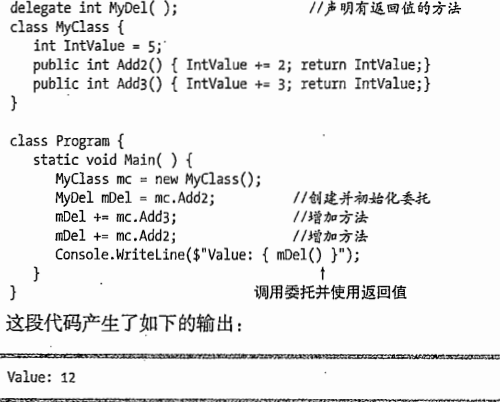 delegate int MyDel( ); //声明有返回值的方法
class MyClass {
int IntValue = 5;
public int Add2() { IntValue += 2; return IntValue;}
public int Add3() { IntValue += 3; return IntValue;}
}
class Program {
static void Main( ) {
MyClass mc = new MyClass();
MyDel mDel = mc.Add2; //创建并初始化委托
mDel += mc.Add3; //增加方法
mDel += mc.Add2; //增加方法
Console.WriteLine($"Value: { mDel() }");
}
↑
}
调用委托并使用返回值
这段代码产生了如下的输出：
Value: 12